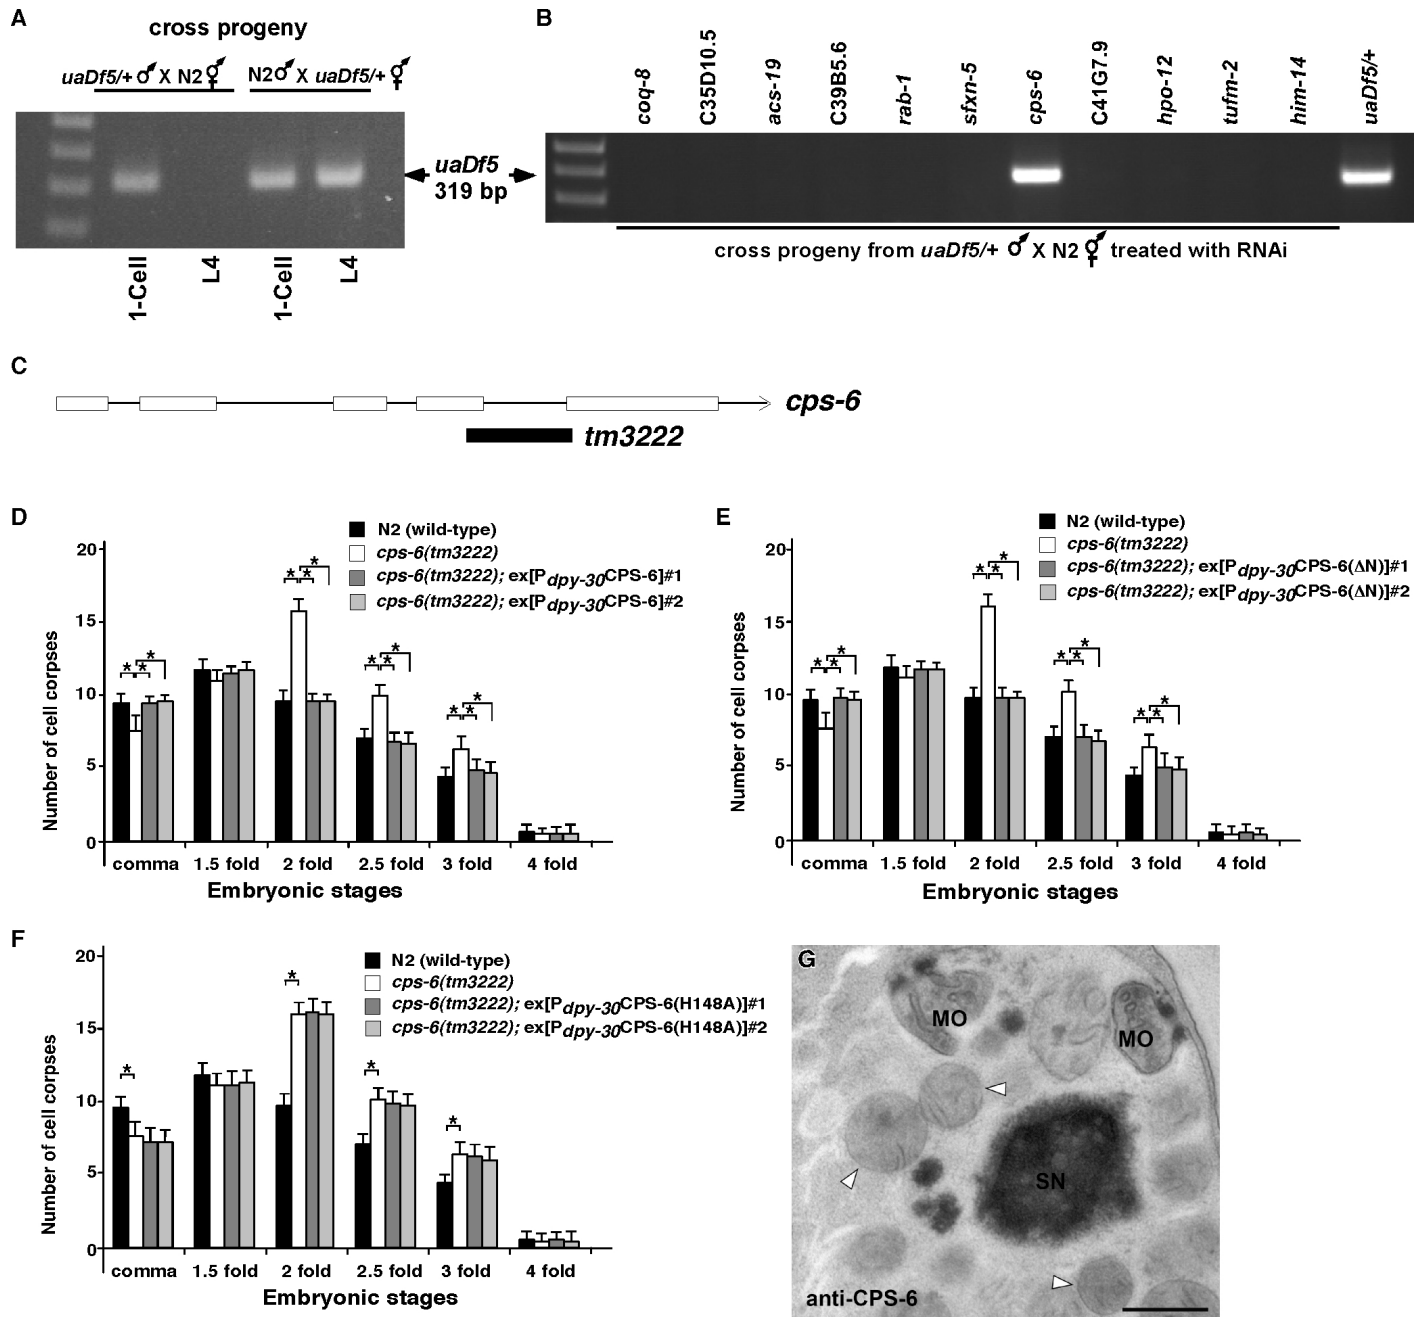 A
cross progeny
uaDf5/+ ♂ X N2 ⚥
N2 ♂ X uaDf5/+ ⚥
uaDf5
319 bp
1-Cell
L4
1-Cell
L4
B
coq-8
C35D10.5
acs-19
C39B5.6
rab-1
sfxn-5
cps-6
C41G7.9
hpo-12
tufm-2
him-14
uaDf5/+
cross progeny from uaDf5/+ ♂ X N2 ⚥ treated with RNAi
C
cps-6
tm3222
D
N2 (wild-type)
cps-6(tm3222)
cps-6(tm3222); ex[Pdpy-30CPS-6]#1
cps-6(tm3222); ex[Pdpy-30CPS-6]#2
Number of cell corpses
20
15
10
5
0
* * *
* * *
* * *
* * *
comma 1.5 fold 2 fold 2.5 fold 3 fold 4 fold
Embryonic stages
E
N2 (wild-type)
cps-6(tm3222)
cps-6(tm3222); ex[Pdpy-30CPS-6(ΔN)]#1
cps-6(tm3222); ex[Pdpy-30CPS-6(ΔN)]#2
Number of cell corpses
20
15
10
5
0
* * *
* * *
* * *
* * *
comma 1.5 fold 2 fold 2.5 fold 3 fold 4 fold
Embryonic stages
F
N2 (wild-type)
cps-6(tm3222)
cps-6(tm3222); ex[Pdpy-30CPS-6(H148A)]#1
cps-6(tm3222); ex[Pdpy-30CPS-6(H148A)]#2
Number of cell corpses
20
15
10
5
0
*
*
*
*
comma 1.5 fold 2 fold 2.5 fold 3 fold 4 fold
Embryonic stages
G
MO
MO
SN
anti-CPS-6